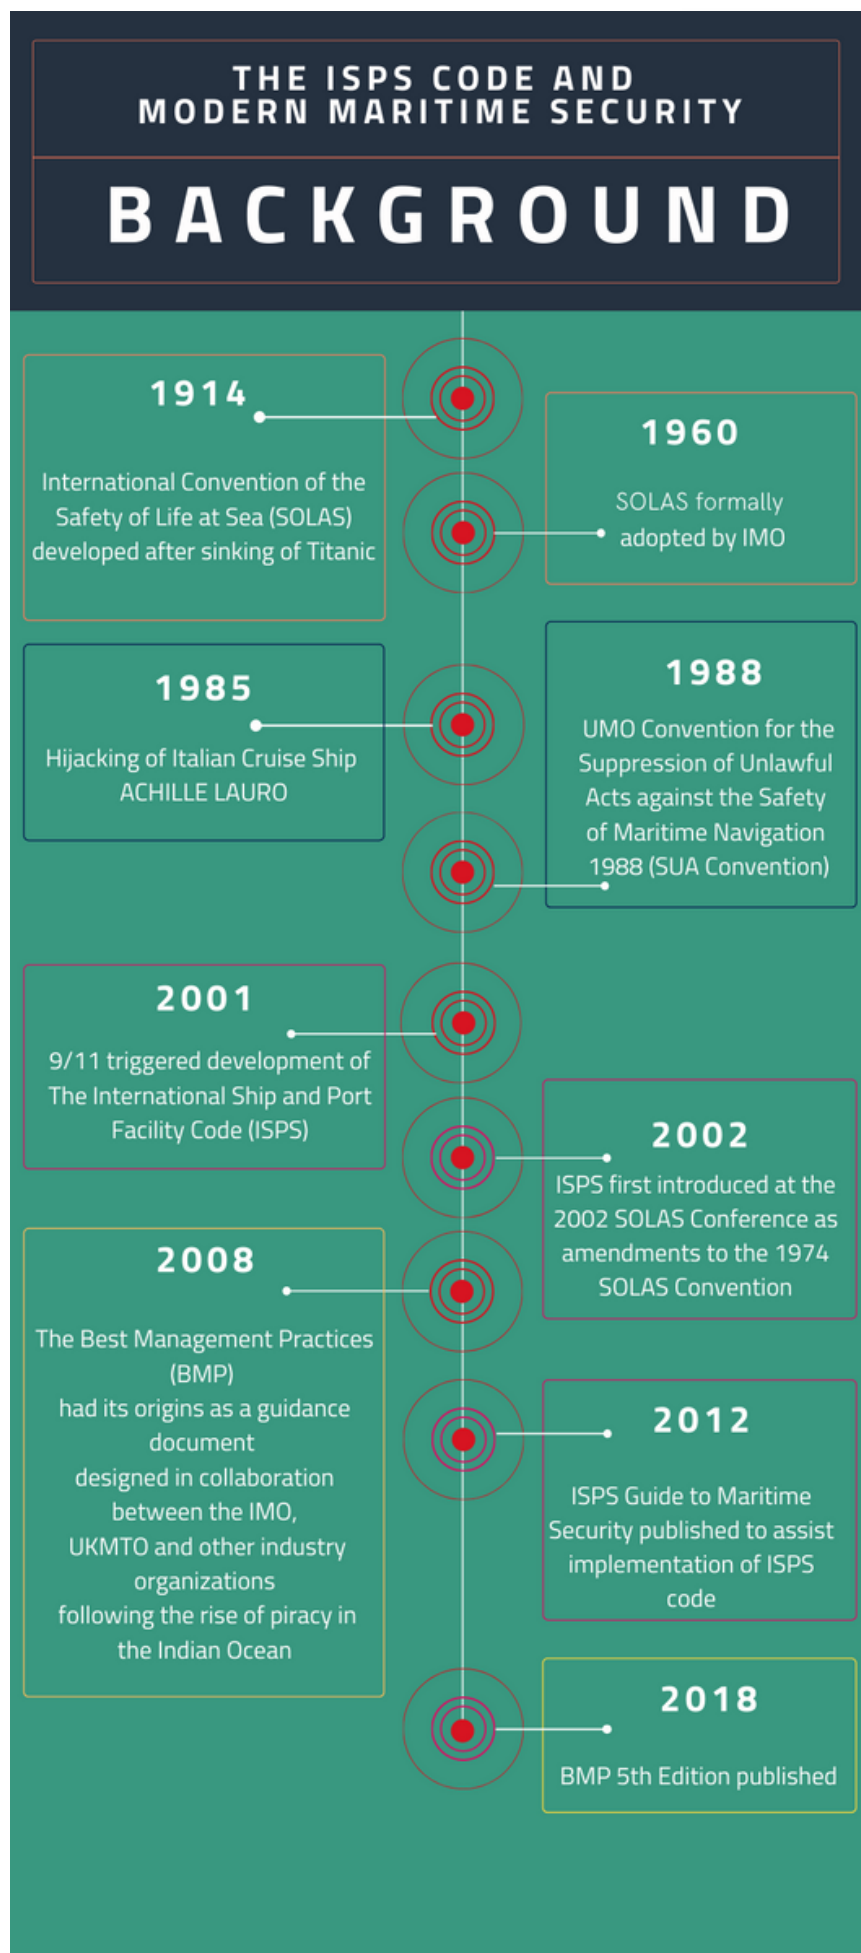 THE ISPS CODE AND
MODERN MARITIME SECURITY
BACKGROUND
1914
International Convention of the
Safety of Life at Sea (SOLAS)
developed after sinking of Titanic
1960
SOLAS formally
adopted by IMO
1985
Hijacking of Italian Cruise Ship
ACHILLE LAURO
1988
UMO Convention for the
Suppression of Unlawful
Acts against the Safety
of Maritime Navigation
1988 (SUA Convention)
2001
9/11 triggered development of
The International Ship and Port
Facility Code (ISPS)
2002
ISPS first introduced at the
2002 SOLAS Conference as
amendments to the 1974
SOLAS Convention
2008
The Best Management Practices
(BMP)
had its origins as a guidance
document
designed in collaboration
between the IMO,
UKMTO and other industry
organizations
following the rise of piracy in
the Indian Ocean
2012
ISPS Guide to Maritime
Security published to assist
implementation of ISPS
code
2018
BMP 5th Edition published